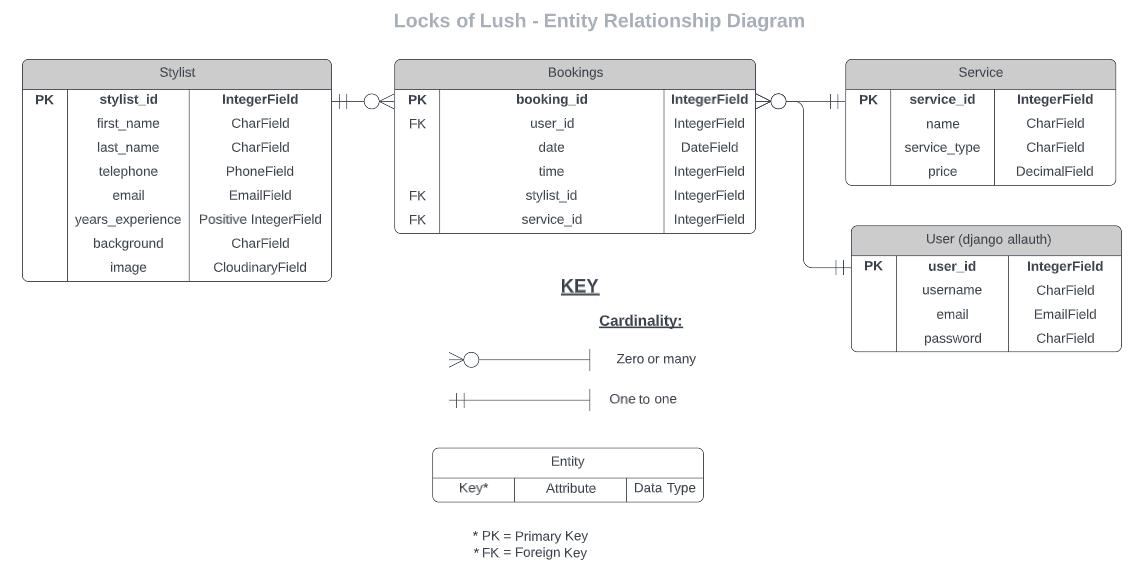 Locks of Lush - Entity Relationship Diagram
Stylist
PK stylist_id IntegerField
first_name CharField
last_name CharField
telephone PhoneField
email EmailField
years_experience Positive IntegerField
background CharField
image CloudinaryField
Bookings
PK booking_id IntegerField
FK user_id IntegerField
date DateField
time IntegerField
FK stylist_id IntegerField
FK service_id IntegerField
Service
PK service_id IntegerField
name CharField
service_type CharField
price DecimalField
User (django allauth)
PK user_id IntegerField
username CharField
email EmailField
password CharField
KEY
Cardinality:
Zero or many
One to one
Entity
Key* Attribute Data Type
* PK = Primary Key
* FK = Foreign Key